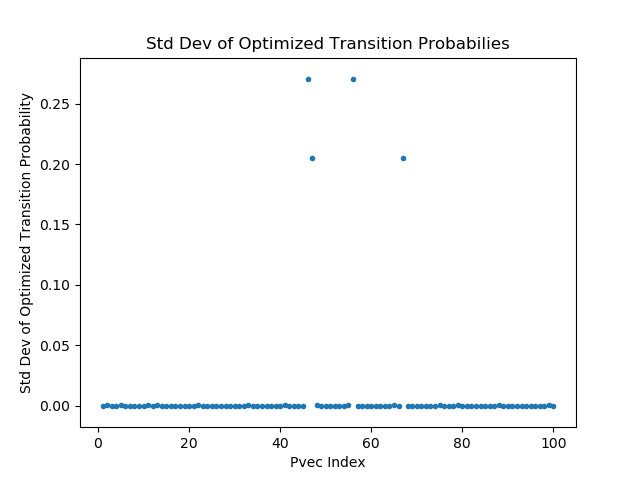 Std Dev of Optimized Transition Probabilies
Std Dev of Optimized Transition Probability
0.25
0.20
0.15
0.10
0.05
0.00
0 20 40 60 80 100
Pvec Index